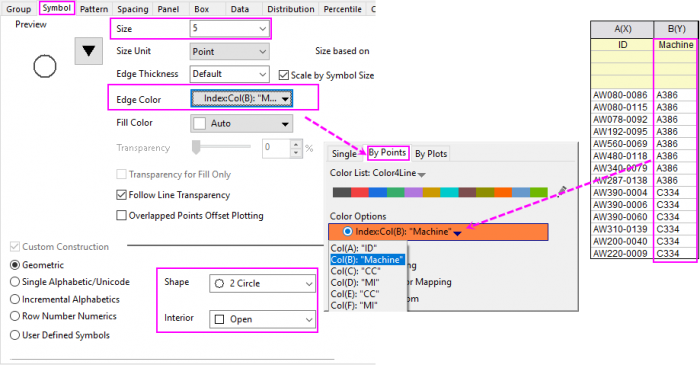 Group Symbol Pattern Spacing Panel Box Data Distribution Percentile
Preview
Size 5
Size Unit Point Size based on
Edge Thickness Default Scale by Symbol Size
Edge Color Index:Col(B): "M...
Fill Color Auto
Transparency 0 %
Transparency for Fill Only
Follow Line Transparency
Overlapped Points Offset Plotting
Custom Construction
Geometric
Single Alphabetic/Unicode
Incremental Alphabetics
Row Number Numerics
User Defined Symbols
Shape 2 Circle
Interior Open
Single By Points By Plots
Color List: Color4Line
Color Options
Index:Col(B): "Machine"
Col(A): "ID"
Col(B): "Machine"
Col(C): "CC"
Col(D): "MI"
Col(E): "CC"
Col(F): "MI"
or Mapping
A(X) B(Y)
ID Machine
AW080-0086 A386
AW080-0115 A386
AW078-0092 A386
AW192-0095 A386
AW560-0069 A386
AW480-0118 A386
AW340-0079 A386
AW287-0138 A386
AW390-0004 C334
AW390-0006 C334
AW390-0060 C334
AW310-0139 C334
AW200-0040 C334
AW220-0009 C334